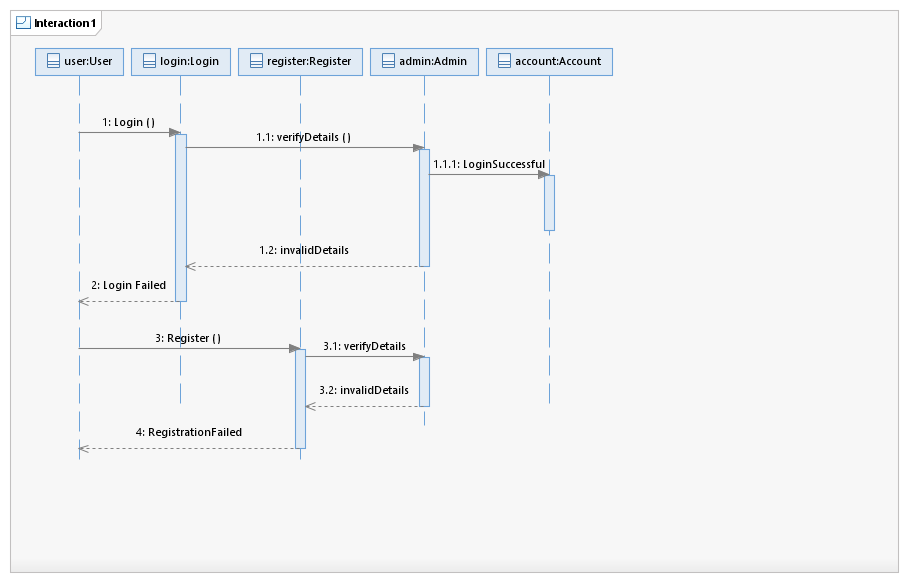 Interaction1
user:User
login:Login
register:Register
admin:Admin
account:Account
1: Login ()
1.1: verifyDetails ()
1.1.1: LoginSuccessful
1.2: invalidDetails
2: Login Failed
3: Register ()
3.1: verifyDetails
3.2: invalidDetails
4: RegistrationFailed